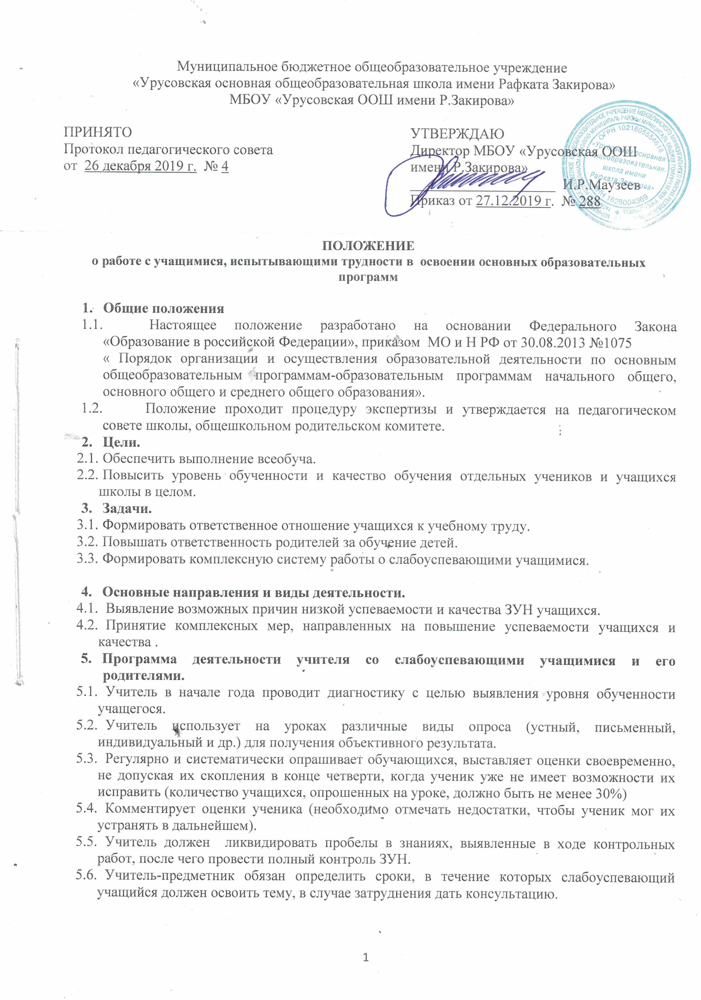 Муниципальное бюджетное общеобразовательное учреждение
«Урусовская основная общеобразовательная школа имени Рафката Закирова»
МБОУ «Урусовская ООШ имени Р.Закирова»
ПРИНЯТО
Протокол педагогического совета
от 26 декабря 2019 г. № 4
УТВЕРЖДАЮ
Директор МБОУ «Урусовская ООШ
имени Р.Закирова»
И.Р.Маузеев
Приказ от 27.12.2019 г. № 288
ОГРН 1021605554618
«Урусовская основная
общеобразовательная
школа имени
Рафката Закирова»
ИНН 1628004369
ПОЛОЖЕНИЕ
о работе с учащимися, испытывающими трудности в освоении основных образовательных
программ
1. Общие положения
1.1. Настоящее положение разработано на основании Федерального Закона
«Образование в российской Федерации», приказом МО и Н РФ от 30.08.2013 №1075
« Порядок организации и осуществления образовательной деятельности по основным
общеобразовательным программам-образовательным программам начального общего,
основного общего и среднего общего образования».
1.2. Положение проходит процедуру экспертизы и утверждается на педагогическом
совете школы, общешкольном родительском комитете.
2. Цели.
2.1. Обеспечить выполнение всеобуча.
2.2. Повысить уровень обученности и качество обучения отдельных учеников и учащихся
школы в целом.
3. Задачи.
3.1. Формировать ответственное отношение учащихся к учебному труду.
3.2. Повышать ответственность родителей за обучение детей.
3.3. Формировать комплексную систему работы о слабоуспевающими учащимися.
4. Основные направления и виды деятельности.
4.1. Выявление возможных причин низкой успеваемости и качества ЗУН учащихся.
4.2. Принятие комплексных мер, направленных на повышение успеваемости учащихся и
качества .
5. Программа деятельности учителя со слабоуспевающими учащимися и его
родителями.
5.1. Учитель в начале года проводит диагностику с целью выявления уровня обученности
учащегося.
5.2. Учитель использует на уроках различные виды опроса (устный, письменный,
индивидуальный и др.) для получения объективного результата.
5.3. Регулярно и систематически опрашивает обучающихся, выставляет оценки своевременно,
не допуская их скопления в конце четверти, когда ученик уже не имеет возможности их
исправить (количество учащихся, опрошенных на уроке, должно быть не менее 30%)
5.4. Комментирует оценки ученика (необходимо отмечать недостатки, чтобы ученик мог их
устранять в дальнейшем).
5.5. Учитель должен ликвидировать пробелы в знаниях, выявленные в ходе контрольных
работ, после чего провести полный контроль ЗУН.
5.6. Учитель-предметник обязан определить сроки, в течение которых слабоуспевающий
учащийся должен освоить тему, в случае затруднения дать консультацию.
1